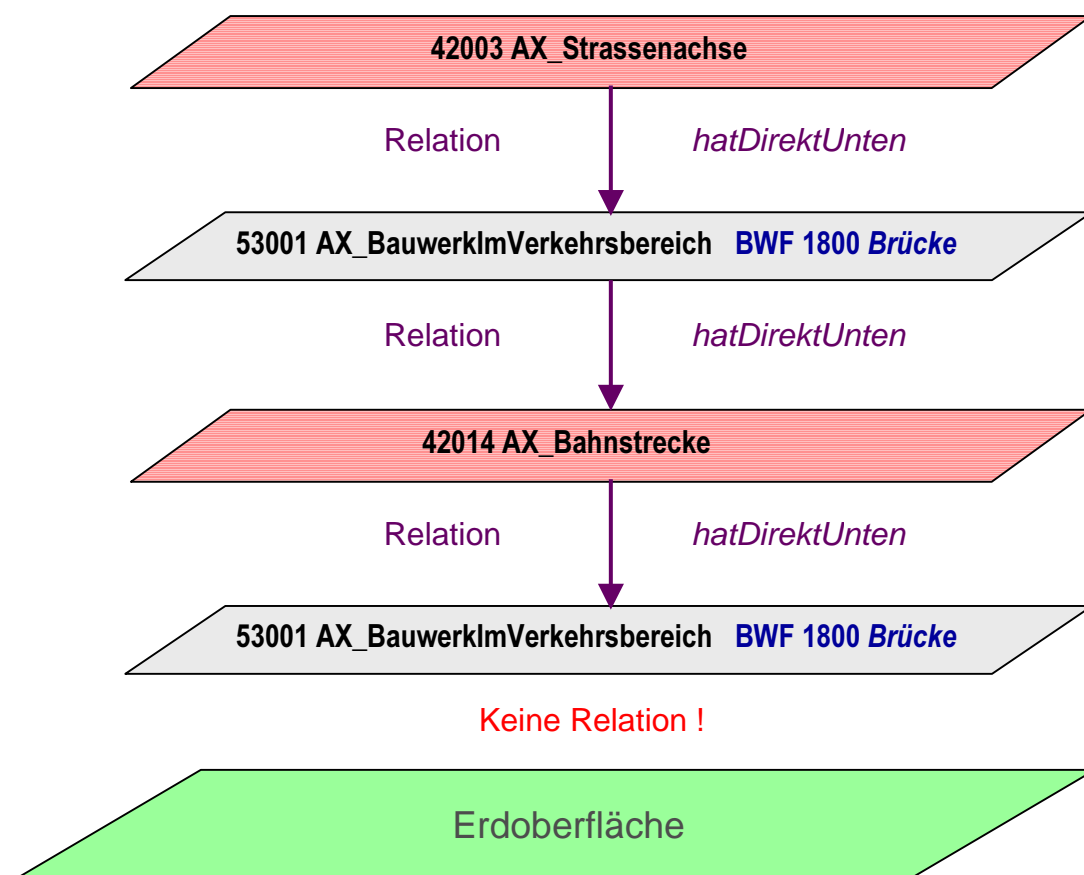 42003 AX_Strassenachse
Relation hatDirektUnten
53001 AX_BauwerkImVerkehrsbereich BWF 1800 Brücke
Relation hatDirektUnten
42014 AX_Bahnstrecke
Relation hatDirektUnten
53001 AX_BauwerkImVerkehrsbereich BWF 1800 Brücke
Keine Relation !
Erdoberfläche